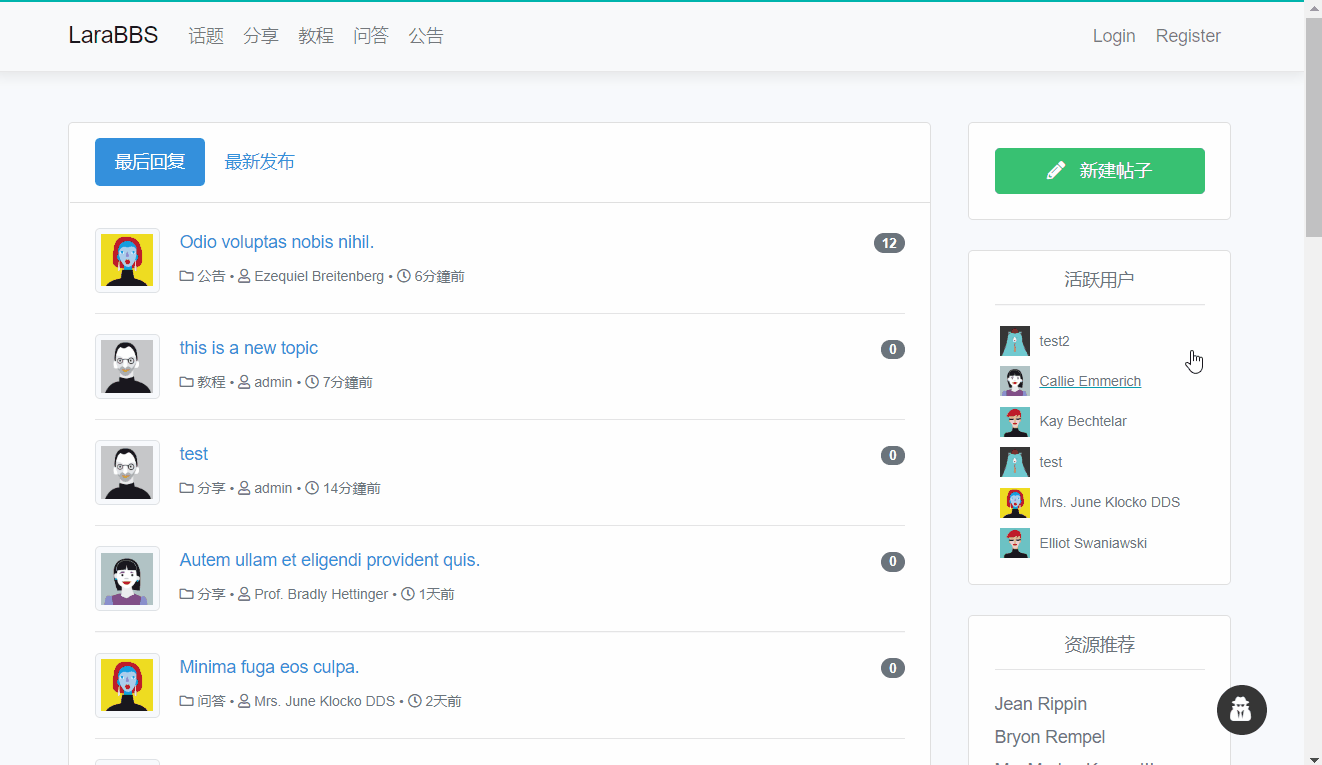 LaraBBS 话题 分享 教程 问答 公告 Login Register
最后回复 最新发布
Odio voluptas nobis nihil. 12
公告 • Ezequiel Breitenberg • 6分鐘前
this is a new topic 0
教程 • admin • 7分鐘前
test 0
分享 • admin • 14分鐘前
Autem ullam et eligendi provident quis. 0
分享 • Prof. Bradly Hettinger • 1天前
Minima fuga eos culpa. 0
问答 • Mrs. June Klocko DDS • 2天前
新建帖子
活跃用户
test2
Callie Emmerich
Kay Bechtelar
test
Mrs. June Klocko DDS
Elliot Swaniawski
资源推荐
Jean Rippin
Bryon Rempel